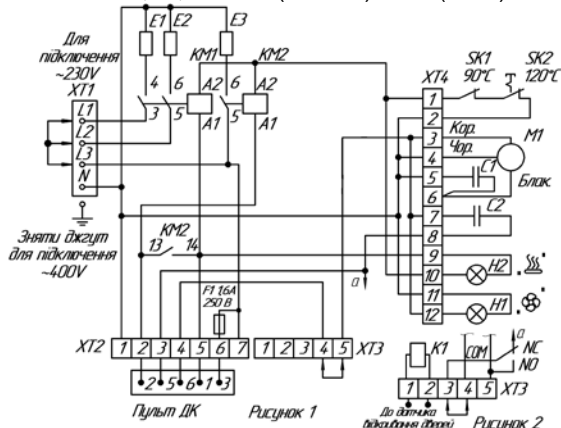 E1 E2 E3
Для
підключення
~230V
XT1
KM1 KM2
L1
L2
L3
N
4 6 6
3 5 5
A2 A2
A1 A1
Зняти джгут
для підключення
~400V
KM2
13 14
F1 1,6A
250 B
a
XT2 1 2 3 4 5 6 7
1 2 3 4 5 XT3
2 5 6 1 3
Пульт ДК
Рисунок 1
SK1 SK2
90°C 120°C
XT4
1
2
3
4
5
6
7
8
9
10
11
12
Кор.
Чор.
M1
C1
Блак.
C2
H2
H1
K1
COM
a
NC
NO
1 2 3 4 5 XT3
До датчика
відкривання дверей
Рисунок 2